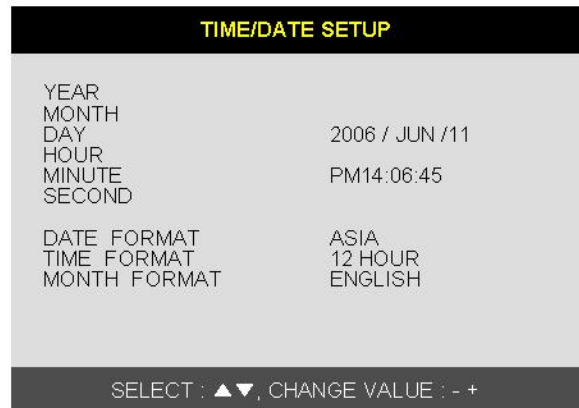 TIME/DATE SETUP
YEAR
MONTH
DAY 2006 / JUN /11
HOUR
MINUTE PM14:06:45
SECOND
DATE FORMAT ASIA
TIME FORMAT 12 HOUR
MONTH FORMAT ENGLISH
SELECT : ▲▼, CHANGE VALUE : - +